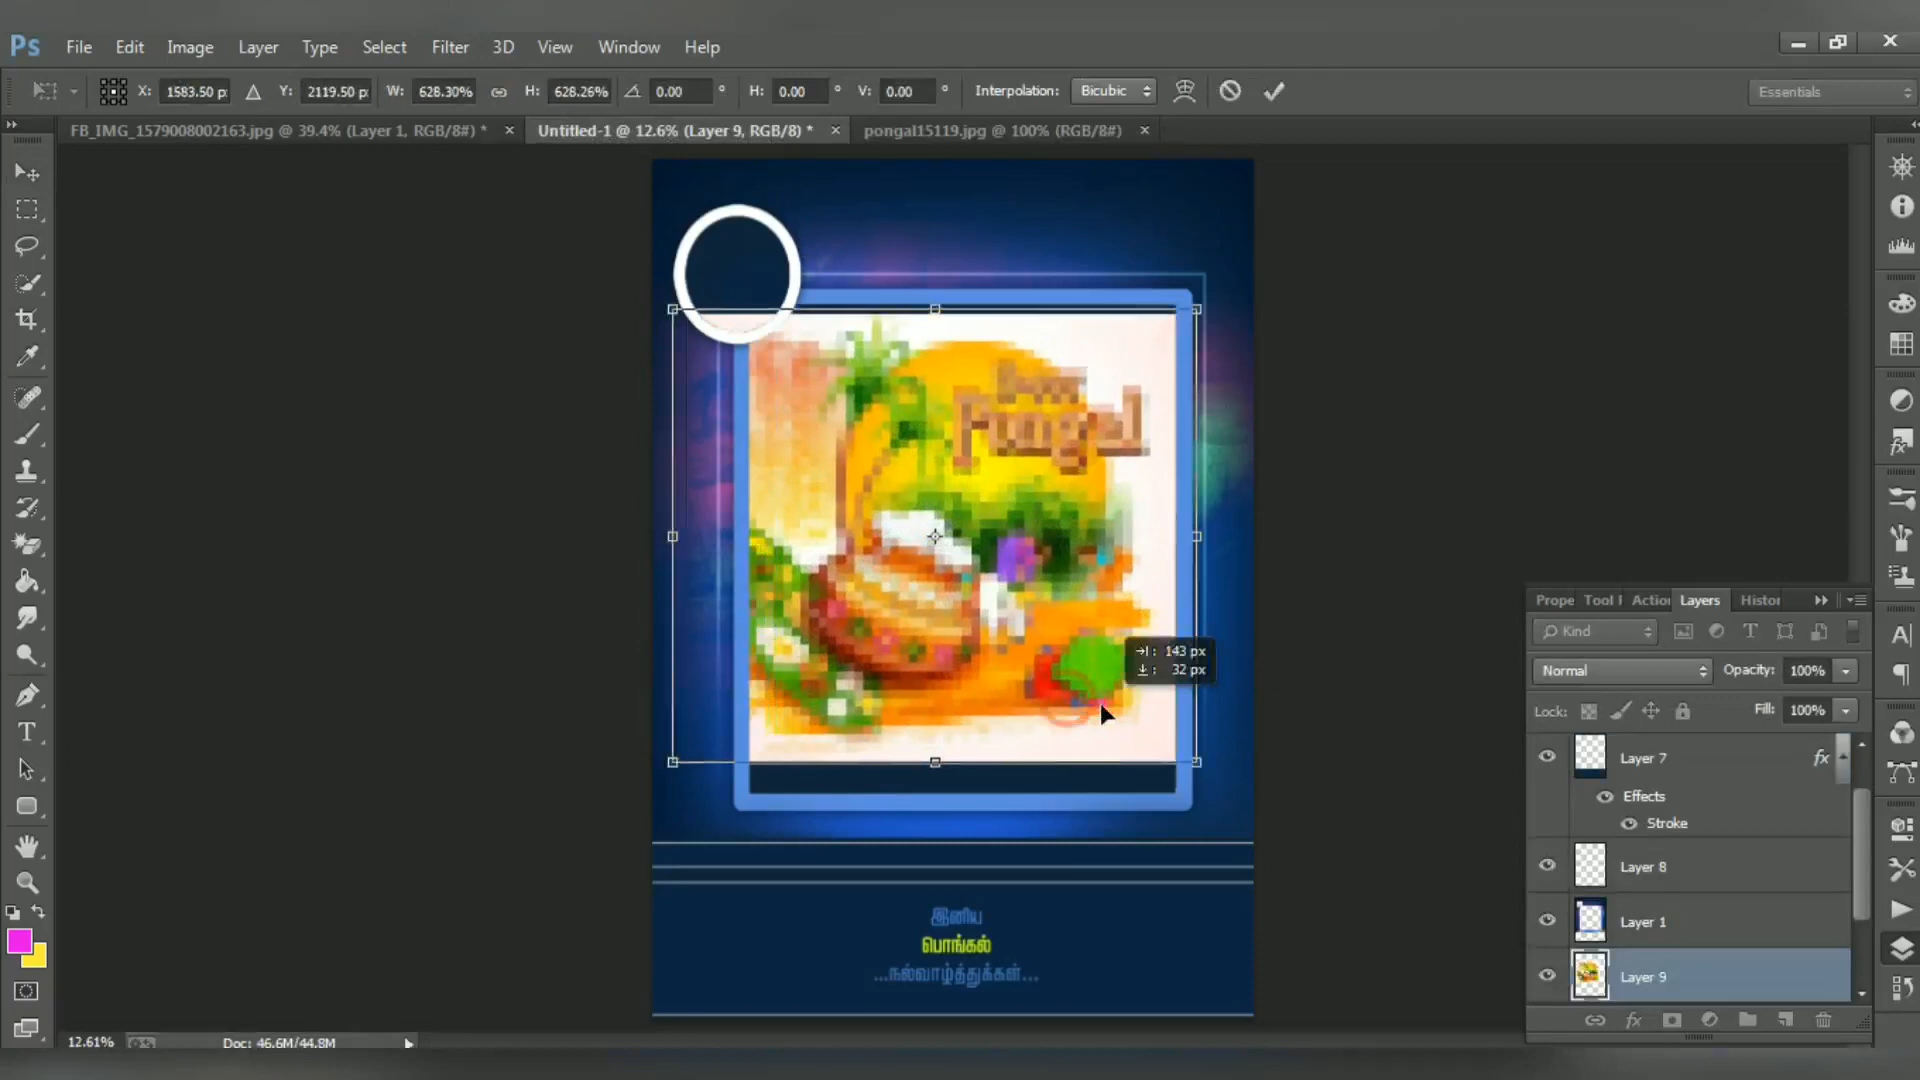 Ps File Edit Image Layer Type Select Filter 3D View Window Help
X: 1583.50 p Y: 2119.50 p W: 628.30% H: 628.26% 0.00 ° H: 0.00 ° V: 0.00 ° Interpolation: Bicubic Essentials
FB_IMG_1579008002163.jpg @ 39.4% (Layer 1, RGB/8#) * Untitled-1 @ 12.6% (Layer 9, RGB/8) * pongal15119.jpg @ 100% (RGB/8#)
Pongal
143 px
32 px
Prope Tool Actio Layers Histor
Kind
Normal Opacity: 100%
Lock: Fill: 100%
Layer 7 fx
Effects
Stroke
Layer 8
Layer 1
Layer 9
இனிய
பொங்கல்
...நல்வாழ்த்துக்கள்...
12.61% Doc: 46.6M/44.8M